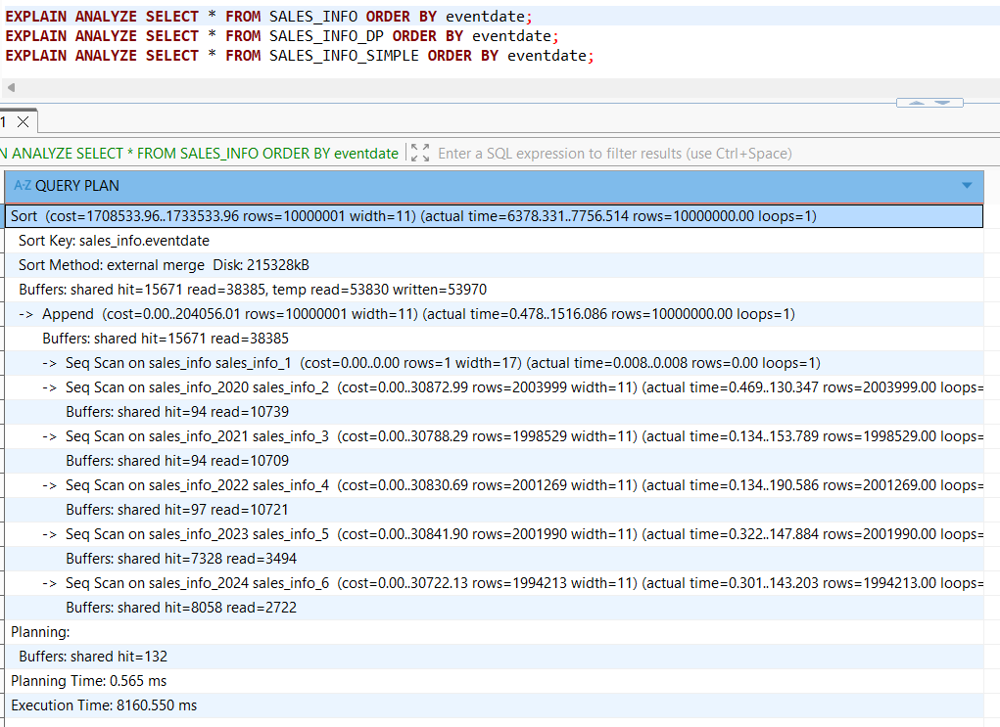 EXPLAIN ANALYZE SELECT * FROM SALES_INFO ORDER BY eventdate;
EXPLAIN ANALYZE SELECT * FROM SALES_INFO_DP ORDER BY eventdate;
EXPLAIN ANALYZE SELECT * FROM SALES_INFO_SIMPLE ORDER BY eventdate;
1
N ANALYZE SELECT * FROM SALES_INFO ORDER BY eventdate Enter a SQL expression to filter results (use Ctrl+Space)
A-Z QUERY PLAN
Sort (cost=1708533.96..1733533.96 rows=10000001 width=11) (actual time=6378.331..7756.514 rows=10000000.00 loops=1)
Sort Key: sales_info.eventdate
Sort Method: external merge Disk: 215328kB
Buffers: shared hit=15671 read=38385, temp read=53830 written=53970
-> Append (cost=0.00..204056.01 rows=10000001 width=11) (actual time=0.478..1516.086 rows=10000000.00 loops=1)
Buffers: shared hit=15671 read=38385
-> Seq Scan on sales_info sales_info_1 (cost=0.00..0.00 rows=1 width=17) (actual time=0.008..0.008 rows=0.00 loops=1)
-> Seq Scan on sales_info_2020 sales_info_2 (cost=0.00..30872.99 rows=2003999 width=11) (actual time=0.469..130.347 rows=2003999.00 loops=
Buffers: shared hit=94 read=10739
-> Seq Scan on sales_info_2021 sales_info_3 (cost=0.00..30788.29 rows=1998529 width=11) (actual time=0.134..153.789 rows=1998529.00 loops=
Buffers: shared hit=94 read=10709
-> Seq Scan on sales_info_2022 sales_info_4 (cost=0.00..30830.69 rows=2001269 width=11) (actual time=0.134..190.586 rows=2001269.00 loops=
Buffers: shared hit=97 read=10721
-> Seq Scan on sales_info_2023 sales_info_5 (cost=0.00..30841.90 rows=2001990 width=11) (actual time=0.322..147.884 rows=2001990.00 loops=
Buffers: shared hit=7328 read=3494
-> Seq Scan on sales_info_2024 sales_info_6 (cost=0.00..30722.13 rows=1994213 width=11) (actual time=0.301..143.203 rows=1994213.00 loops=
Buffers: shared hit=8058 read=2722
Planning:
Buffers: shared hit=132
Planning Time: 0.565 ms
Execution Time: 8160.550 ms